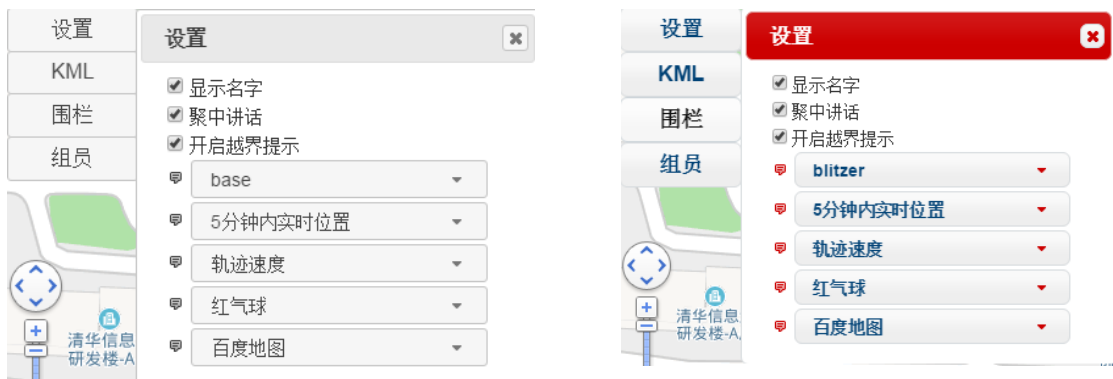 设置
KML
围栏
组员
设置
显示名字
聚中讲话
开启越界提示
base
5分钟内实时位置
轨迹速度
红气球
百度地图
清华信息
研发楼-A
设置
KML
围栏
组员
设置
显示名字
聚中讲话
开启越界提示
blitzer
5分钟内实时位置
轨迹速度
红气球
百度地图
清华信息
研发楼-A